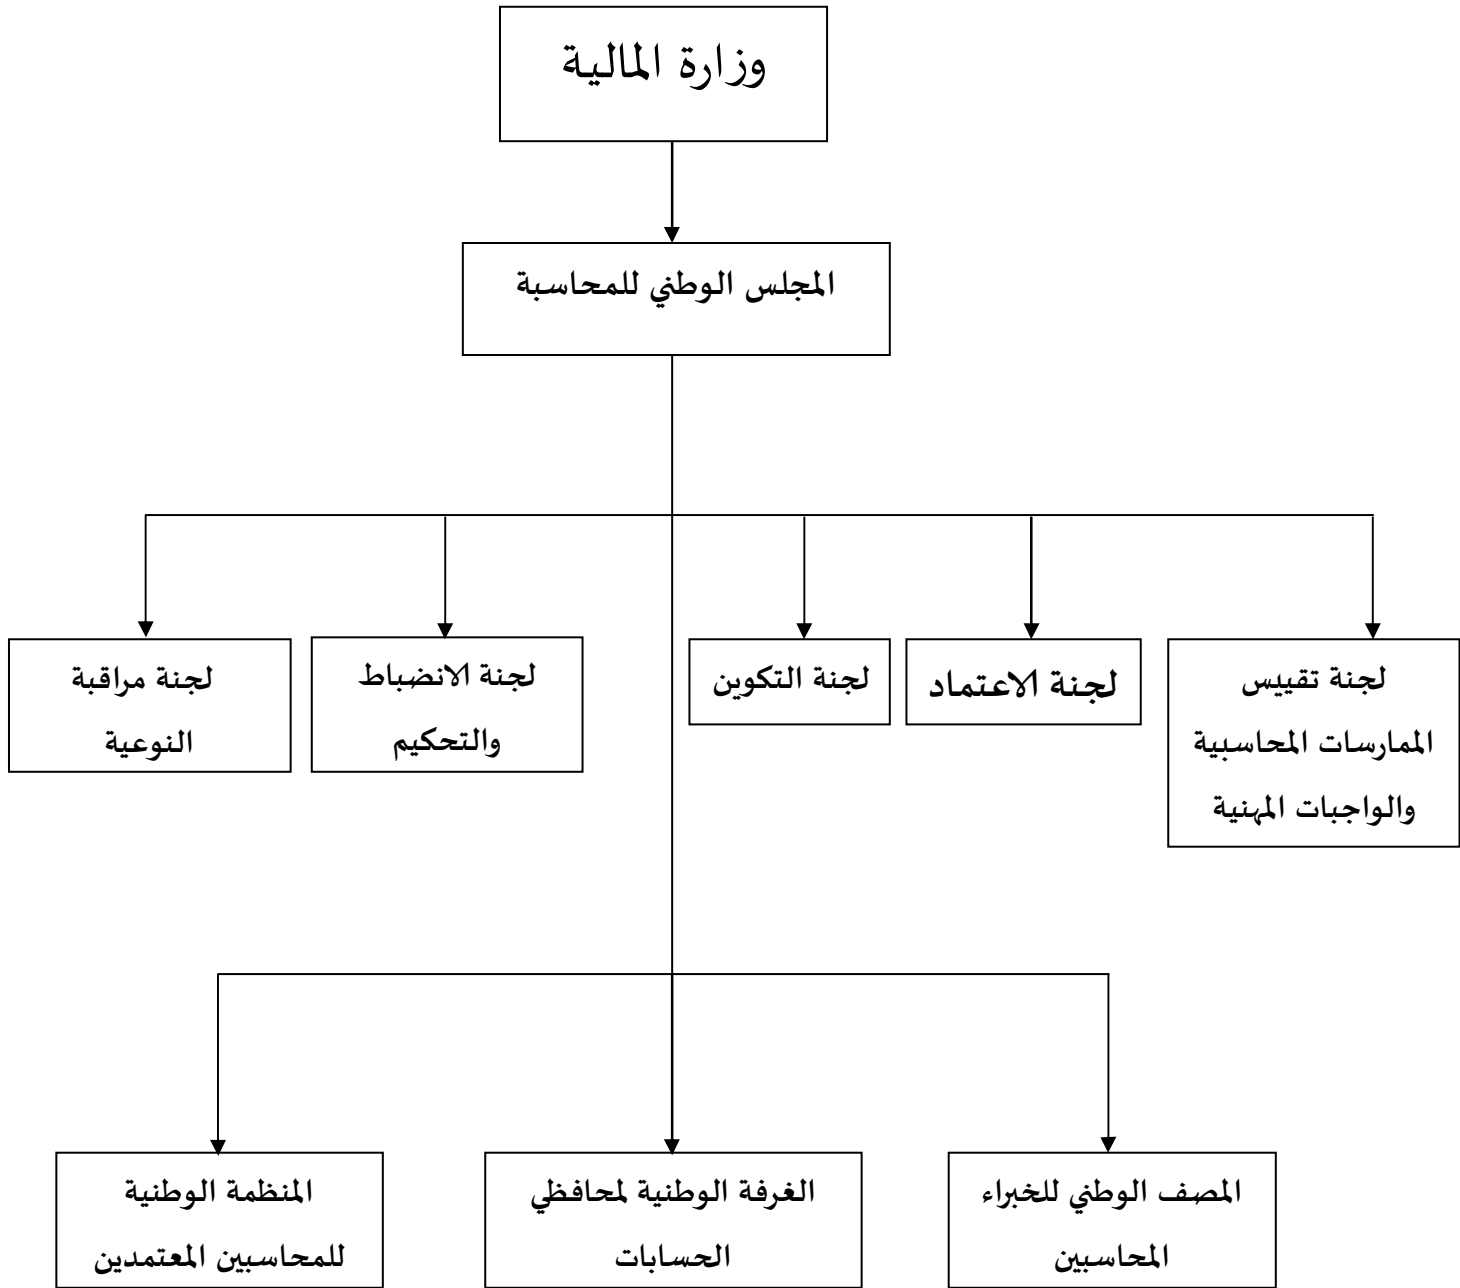 وزارة المالية
المجلس الوطني للمحاسبة
لجنة تقييس
الممارسات المحاسبية
والواجبات المهنية
لجنة الاعتماد
لجنة التكوين
لجنة الانضباط
والتحكيم
لجنة مراقبة
النوعية
المصف الوطني للخبراء
المحاسبين
الغرفة الوطنية لمحافظي
الحسابات
المنظمة الوطنية
للمحاسبين المعتمدين